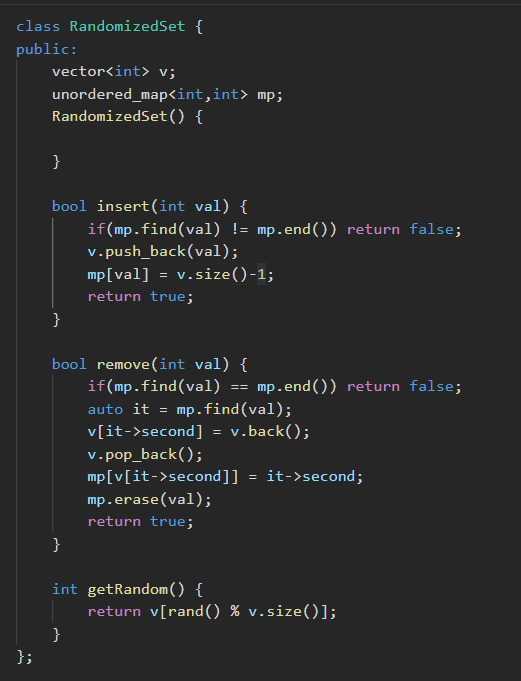 class RandomizedSet {
public:
    vector<int> v;
    unordered_map<int,int> mp;
    RandomizedSet() {

    }

    bool insert(int val) {
        if(mp.find(val) != mp.end()) return false;
        v.push_back(val);
        mp[val] = v.size()-1;
        return true;
    }

    bool remove(int val) {
        if(mp.find(val) == mp.end()) return false;
        auto it = mp.find(val);
        v[it->second] = v.back();
        v.pop_back();
        mp[v[it->second]] = it->second;
        mp.erase(val);
        return true;
    }

    int getRandom() {
        return v[rand() % v.size()];
    }
};